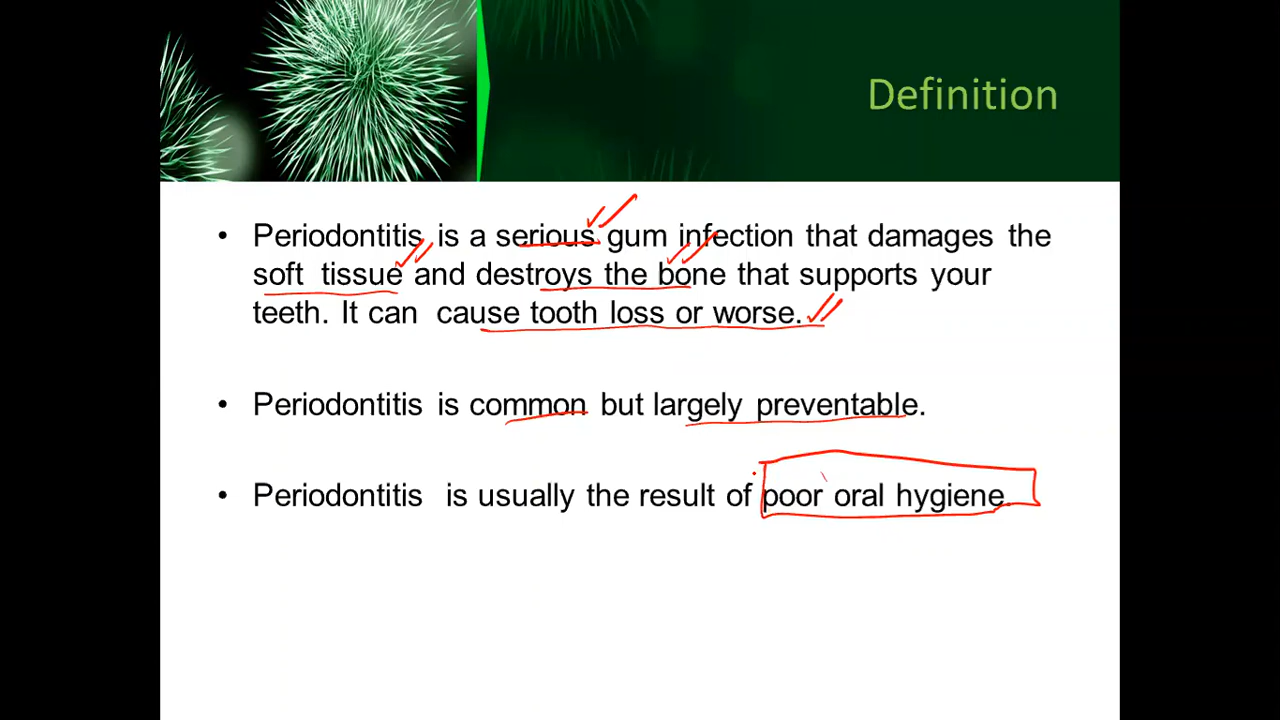 Definition
• Periodontitis is a serious gum infection that damages the
soft tissue and destroys the bone that supports your
teeth. It can cause tooth loss or worse.
• Periodontitis is common but largely preventable.
• Periodontitis is usually the result of poor oral hygiene.